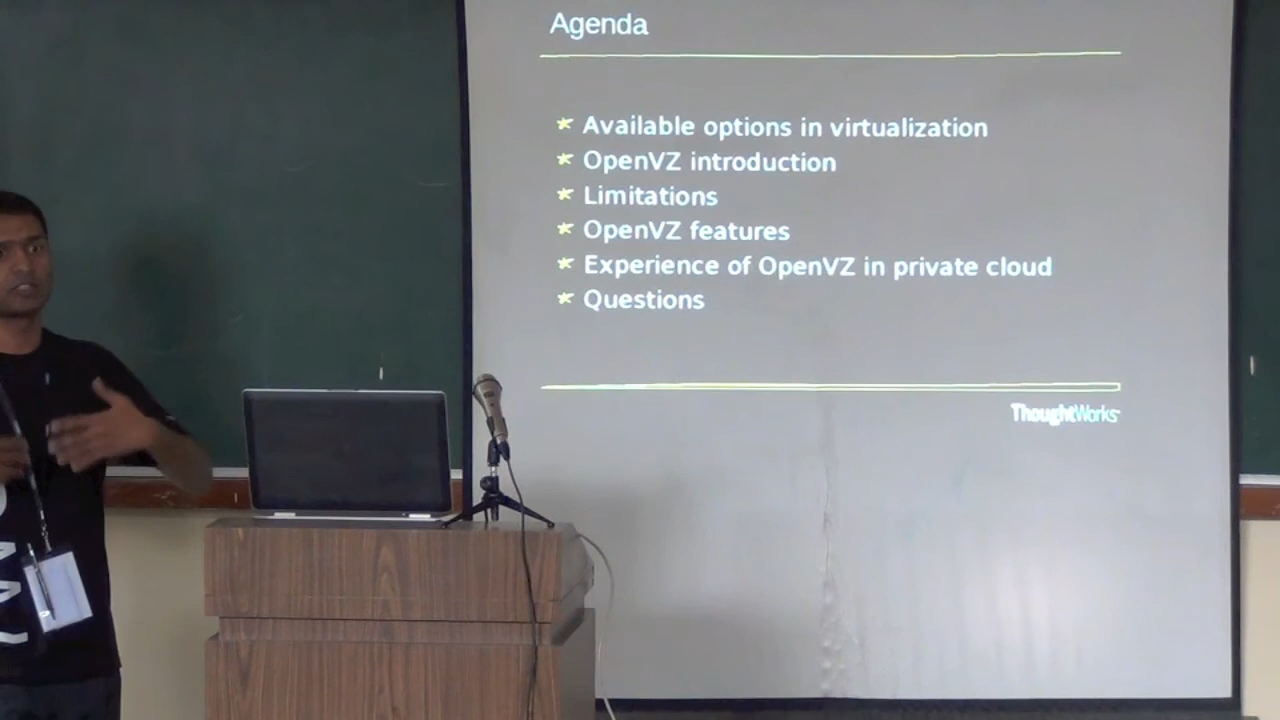 Agenda
Available options in virtualization
OpenVZ introduction
Limitations
OpenVZ features
Experience of OpenVZ in private cloud
Questions
ThoughtWorks